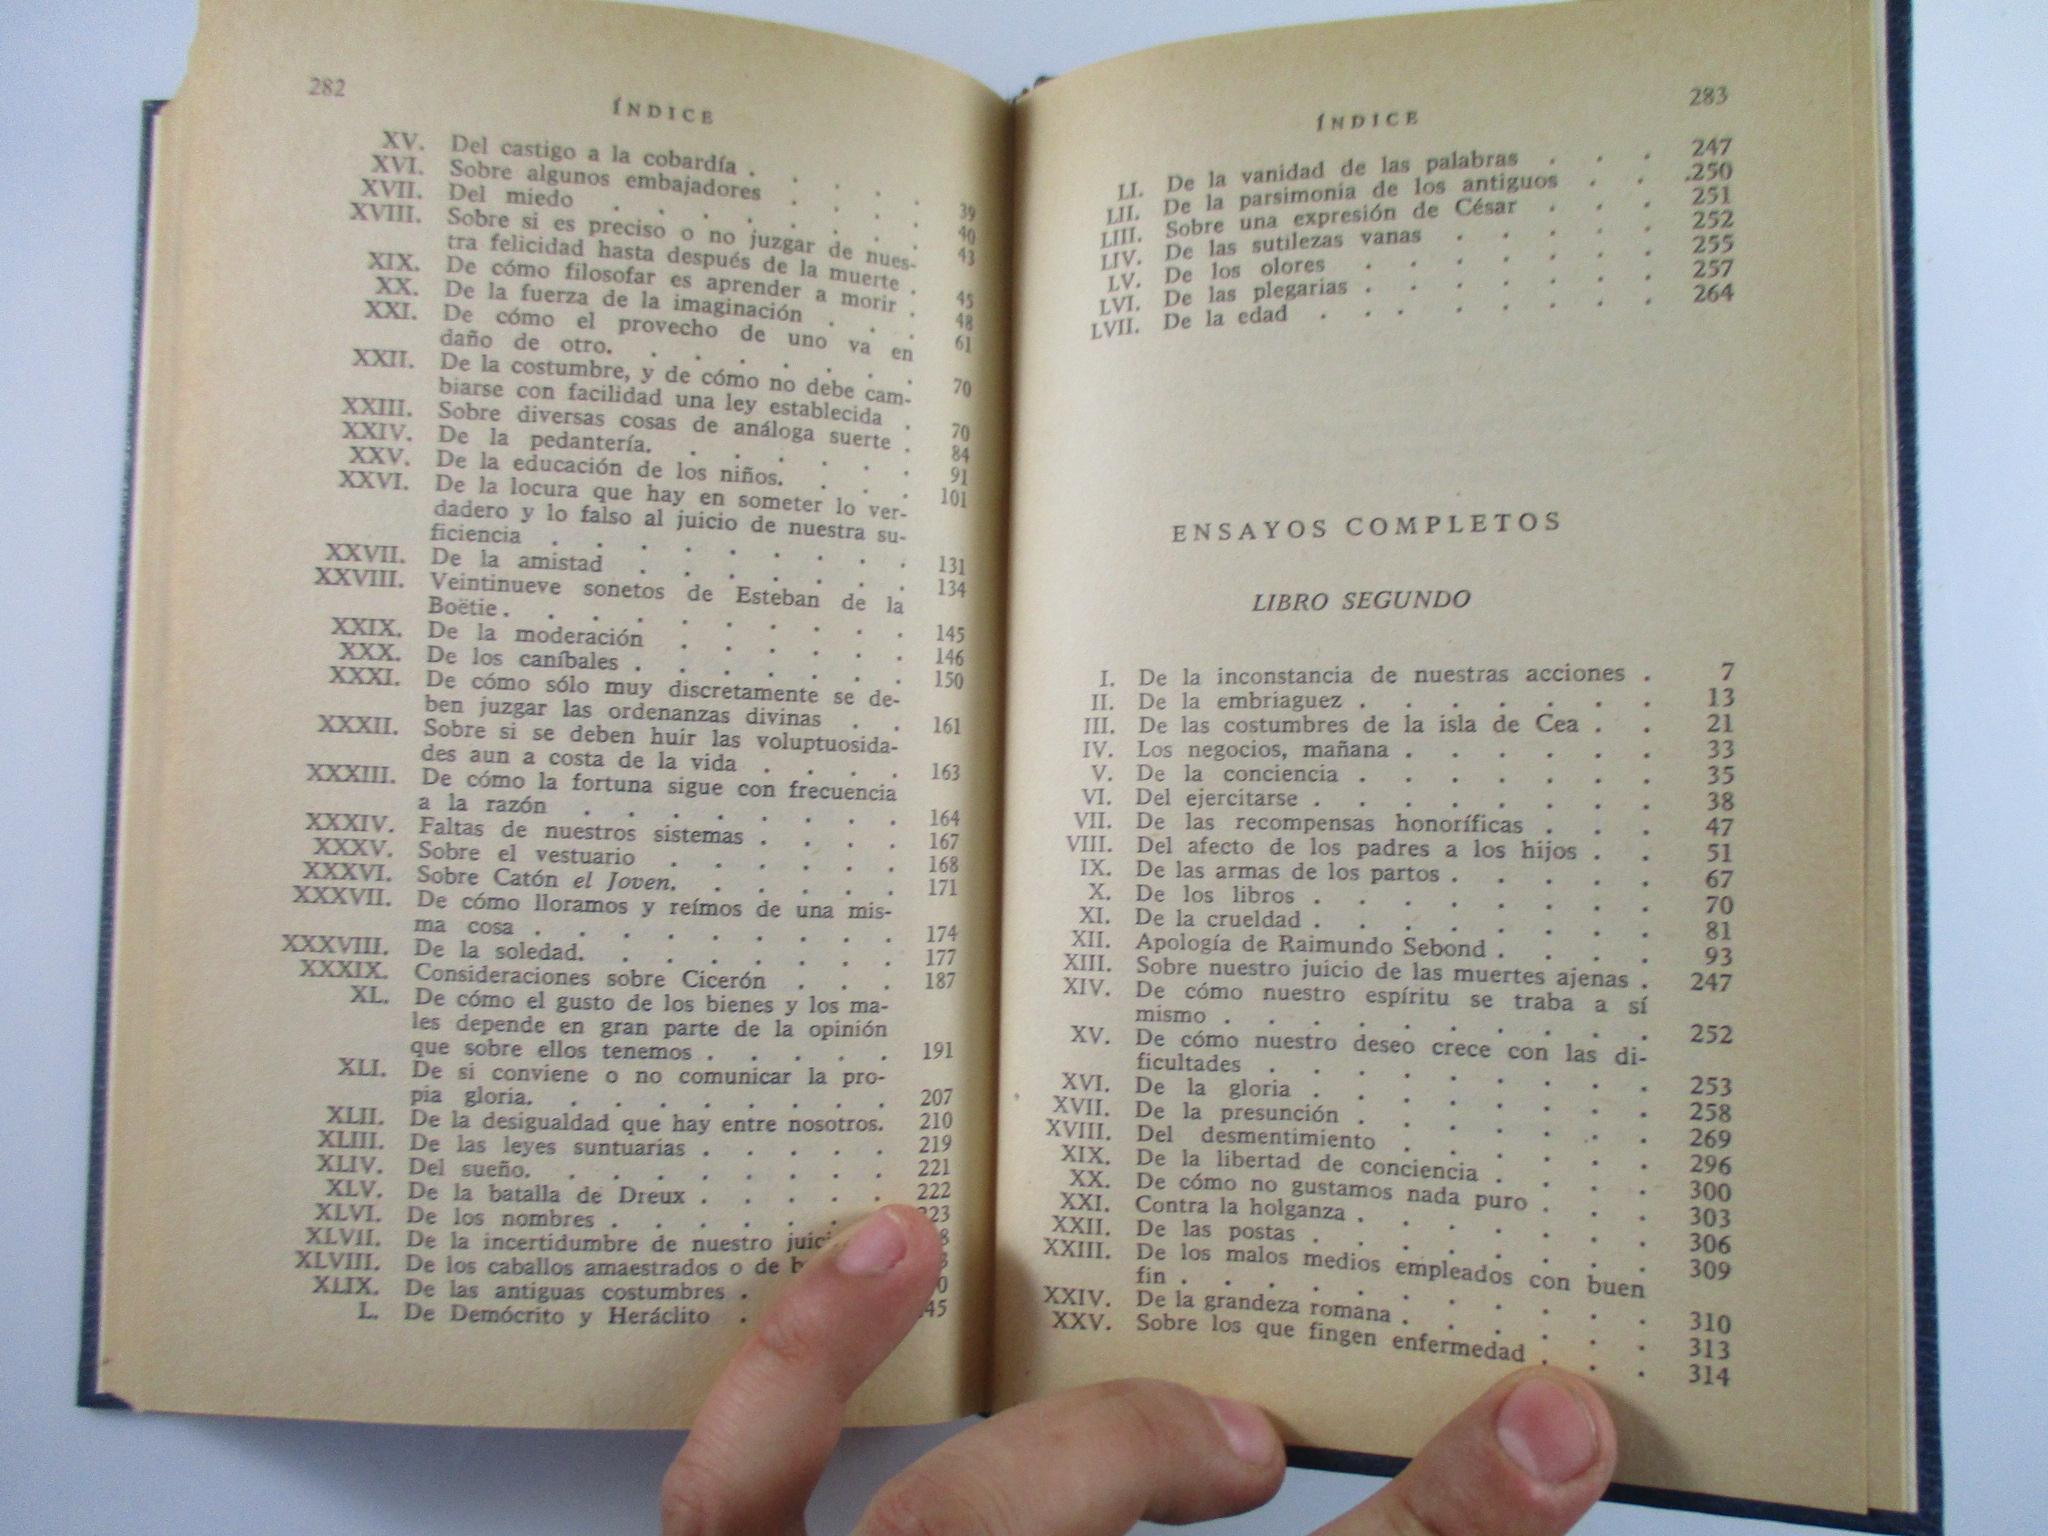 282
ÍNDICE
XV. Del castigo a la cobardía . . . . 39
XVI. Sobre algunos embajadores . . . . 40
XVII. Del miedo . . . . . . . 43
XVIII. Sobre si es preciso o no juzgar de nues-
tra felicidad hasta después de la muerte . 45
XIX. De cómo filosofar es aprender a morir . 48
XX. De la fuerza de la imaginación . . . 61
XXI. De cómo el provecho de uno va en
daño de otro. . . . . . . 70
XXII. De la costumbre, y de cómo no debe cam-
biarse con facilidad una ley establecida . 70
XXIII. Sobre diversas cosas de análoga suerte . 84
XXIV. De la pedantería. . . . . . 91
XXV. De la educación de los niños. . . . 101
XXVI. De la locura que hay en someter lo ver-
dadero y lo falso al juicio de nuestra su-
ficiencia . . . . . . . . 131
XXVII. De la amistad . . . . . . . 134
XXVIII. Veintinueve sonetos de Esteban de la
Boëtie . . . . . . . . . 145
XXIX. De la moderación . . . . . . 146
XXX. De los caníbales . . . . . . . 150
XXXI. De cómo sólo muy discretamente se de-
ben juzgar las ordenanzas divinas . . 161
XXXII. Sobre si se deben huir las voluptuosida-
des aun a costa de la vida . . . . 163
XXXIII. De cómo la fortuna sigue con frecuencia
a la razón . . . . . . . . 164
XXXIV. Faltas de nuestros sistemas . . . . 167
XXXV. Sobre el vestuario . . . . . . 168
XXXVI. Sobre Catón el Joven. . . . . . 171
XXXVII. De cómo lloramos y reímos de una mis-
ma cosa . . . . . . . . . 174
XXXVIII. De la soledad. . . . . . . . 177
XXXIX. Consideraciones sobre Cicerón . . . 187
XL. De cómo el gusto de los bienes y los ma-
les depende en gran parte de la opinión
que sobre ellos tenemos . . . . . 191
XLI. De si conviene o no comunicar la pro-
pia gloria. . . . . . . . . 207
XLII. De la desigualdad que hay entre nosotros. 210
XLIII. De las leyes suntuarias . . . . . 219
XLIV. Del sueño. . . . . . . . . 221
XLV. De la batalla de Dreux . . . . . 222
XLVI. De los nombres . . . . . .
XLVII. De la incertidumbre de nuestro
XLVIII. De los caballos amaestrados o de
XLIX. De las antiguas costumbres .
L. De Demócrito y Heráclito .
283
ÍNDICE
LI. De la vanidad de las palabras . . . 247
LII. De la parsimonia de los antiguos . . 250
LIII. Sobre una expresión de César . . . 251
LIV. De las sutilezas vanas . . . . . 252
LV. De los olores . . . . . . . 255
LVI. De las plegarias . . . . . . . 257
LVII. De la edad . . . . . . . . 264
ENSAYOS COMPLETOS
LIBRO SEGUNDO
I. De la inconstancia de nuestras acciones . 7
II. De la embriaguez . . . . . . . 13
III. De las costumbres de la isla de Cea . . 21
IV. Los negocios, mañana . . . . . . 33
V. De la conciencia . . . . . . . 35
VI. Del ejercitarse . . . . . . . . 38
VII. De las recompensas honoríficas . . . 47
VIII. Del afecto de los padres a los hijos . . 51
IX. De las armas de los partos . . . . . 67
X. De los libros . . . . . . . . 70
XI. De la crueldad . . . . . . . . 81
XII. Apología de Raimundo Sebond . . . . 93
XIII. Sobre nuestro juicio de las muertes ajenas . 247
XIV. De cómo nuestro espíritu se traba a sí
mismo . . . . . . . . . . 252
XV. De cómo nuestro deseo crece con las di-
ficultades . . . . . . . . . 253
XVI. De la gloria . . . . . . . . 258
XVII. De la presunción . . . . . . . 269
XVIII. Del desmentimiento . . . . . . 296
XIX. De la libertad de conciencia . . . . 300
XX. De cómo no gustamos nada puro . . . 303
XXI. Contra la holganza . . . . . . . 306
XXII. De las postas . . . . . . . . 309
XXIII. De los malos medios empleados con buen
fin . . . . . . . . . . . 310
XXIV. De la grandeza romana . . . . . . 313
XXV. Sobre los que fingen enfermedad . . . 314